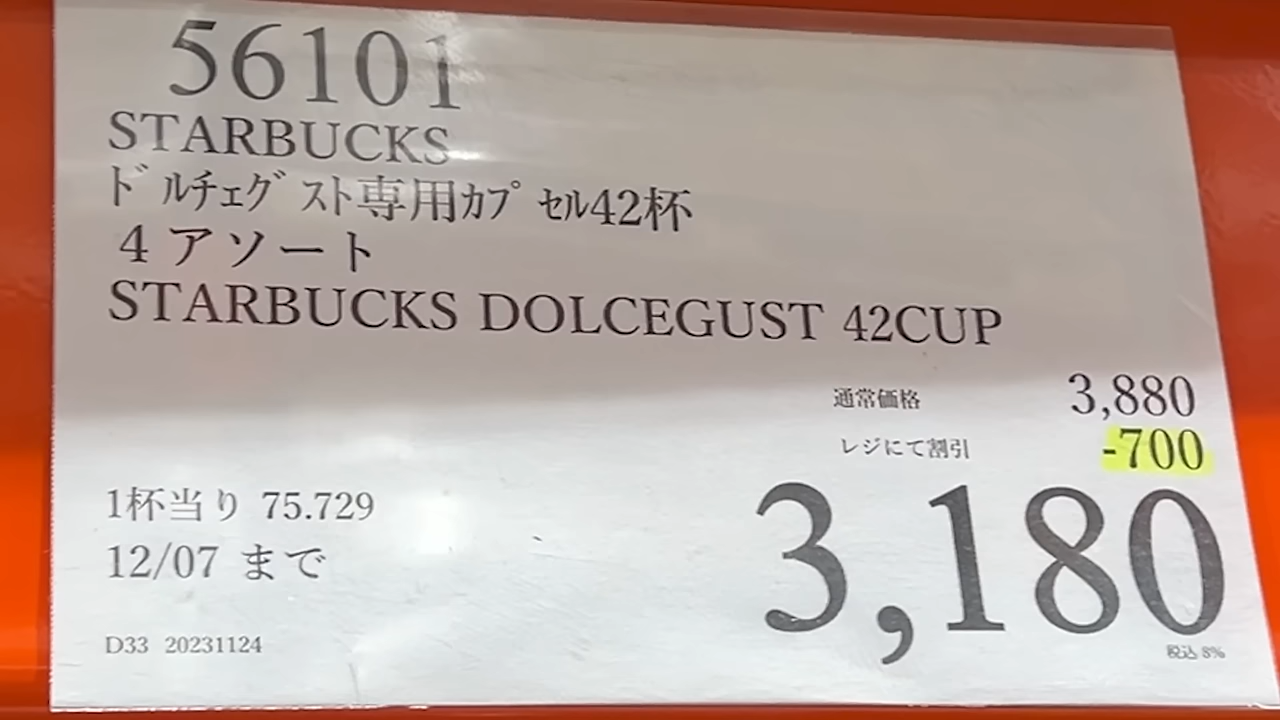 56101
STARBUCKS
ﾄﾞﾙﾁｪｸﾞｽﾄ専用ｶﾌﾟｾﾙ42杯
４アソート
STARBUCKS DOLCEGUST 42CUP
通常価格 3,880
レジにて割引 -700
1杯当り 75.729
3,180
12/07 まで
税込 8%
D33 20231124